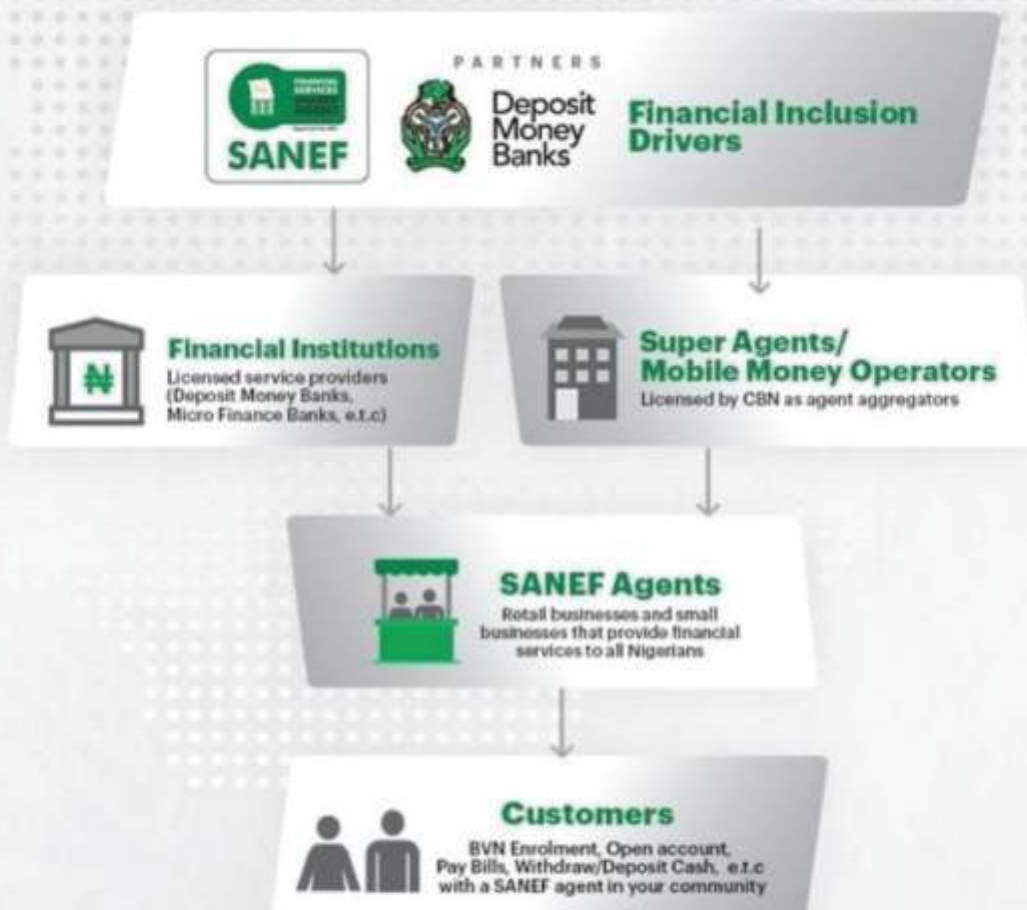 PARTNERS
FINANCIAL
SERVICES
SANEF
Deposit
Money
Banks
Financial Inclusion
Drivers
Financial Institutions
Licensed service providers
(Deposit Money Banks,
Micro Finance Banks, e.t.c)
Super Agents/
Mobile Money Operators
Licensed by CBN as agent aggregators
SANEF Agents
Retail businesses and small
businesses that provide financial
services to all Nigerians
Customers
BVN Enrolment, Open account,
Pay Bills, Withdraw/Deposit Cash, e.t.c
with a SANEF agent in your community